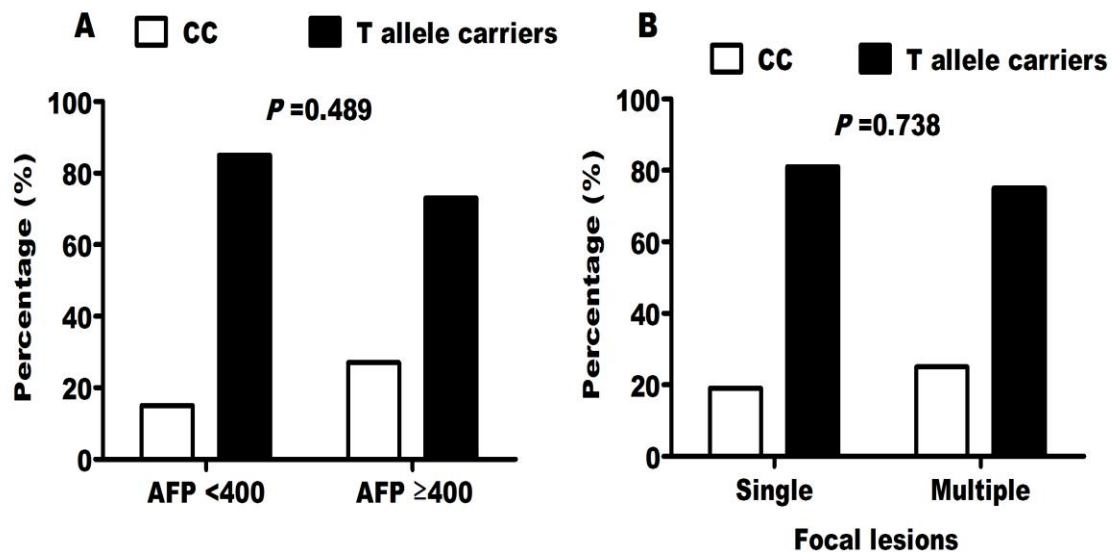 A
CC
T allele carriers
P =0.489
Percentage (%)
100
80
60
40
20
0
AFP <400
AFP ≥400
B
CC
T allele carriers
P =0.738
Percentage (%)
100
80
60
40
20
0
Single
Multiple
Focal lesions